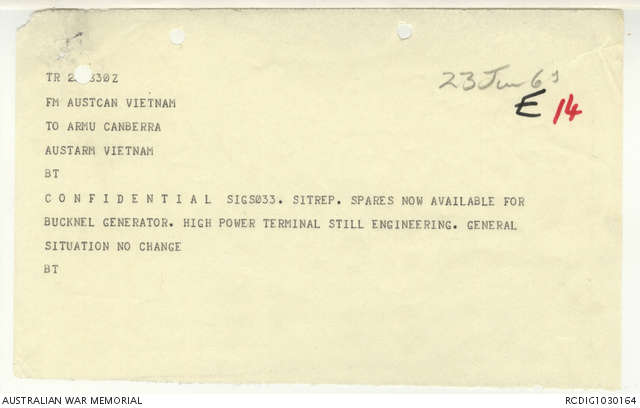 TR 2 3302
23 Jun 65
FM AUSTCAN VIETNAM
E 14
TO ARMU CANBERRA
AUSTARM VIETNAM
BT
C O N F I D E N T I A L SIGS033. SITREP. SPARES NOW AVAILABLE FOR
BUCKNEL GENERATOR. HIGH POWER TERMINAL STILL ENGINEERING. GENERAL
SITUATION NO CHANGE
BT
AUSTRALIAN WAR MEMORIAL
RCDIG1030164